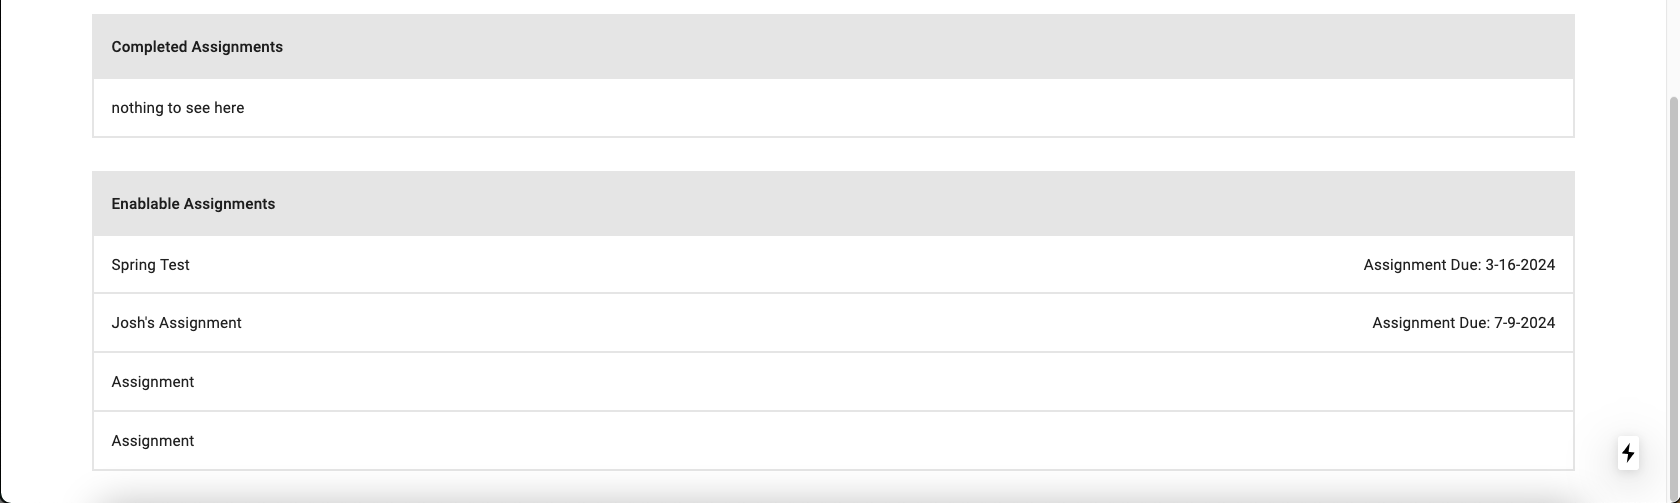 Completed Assignments
nothing to see here
Enablable Assignments
Spring Test Assignment Due: 3-16-2024
Josh's Assignment Assignment Due: 7-9-2024
Assignment
Assignment